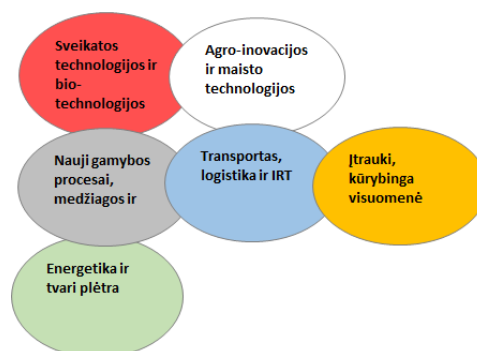 Sveikatos
technologijos ir
bio-
technologijos
Agro-inovacijos
ir maisto
technologijos
Nauji gamybos
procesai,
medžiagos ir
Transportas,
logistika ir IRT
Įtrauki,
kūrybinga
visuomenė
Energetika ir
tvari plėtra